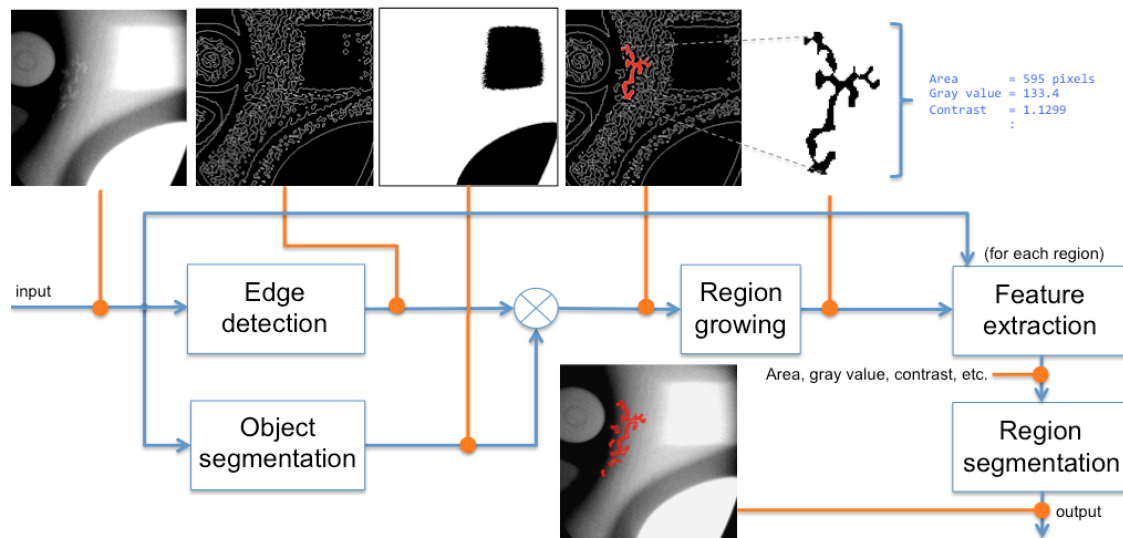 Area = 595 pixels
Gray value = 133.4
Contrast = 1.1299
:
(for each region)
input
Edge
detection
Region
growing
Feature
extraction
Area, gray value, contrast, etc.
Object
segmentation
Region
segmentation
output